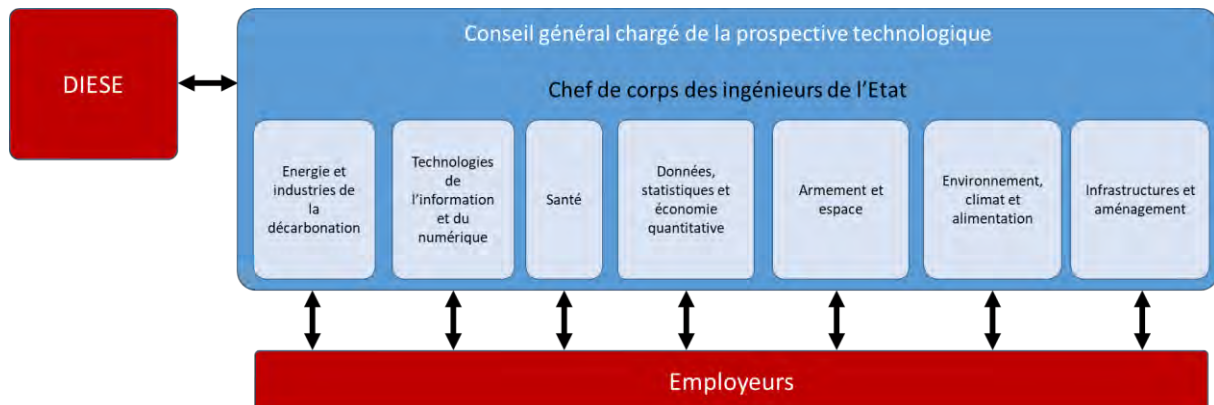 Conseil général chargé de la prospective technologique
DIESE
Chef de corps des ingénieurs de l'Etat
Energie et
industries de
la
décarbonation
Technologies
de
l'information
et du
numérique
Santé
Données,
statistiques et
économie
quantitative
Armement et
espace
Environnement,
climat et
alimentation
Infrastructures et
aménagement
Employeurs